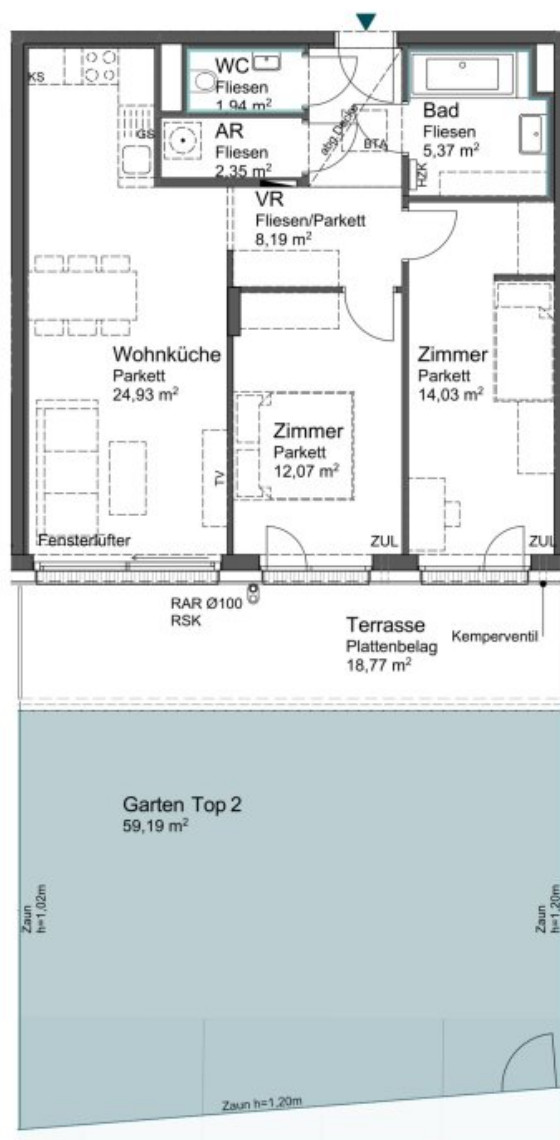 KS
WC
Fliesen
1.94 m²
GS
AR
Fliesen
2.35 m²
abg.Decke
BTA
Bad
Fliesen
5,37 m²
HZK
VR
Fliesen/Parkett
8,19 m²
Wohnküche
Parkett
24,93 m²
Zimmer
Parkett
14,03 m²
Zimmer
Parkett
12,07 m²
TV
Fensterlüfter
ZUL
ZUL
RAR Ø100
RSK
Terrasse
Plattenbelag
18,77 m²
Kemperventil
Garten Top 2
59,19 m²
Zaun
h=1,02m
Zaun
h=1,20m
Zaun h=1,20m